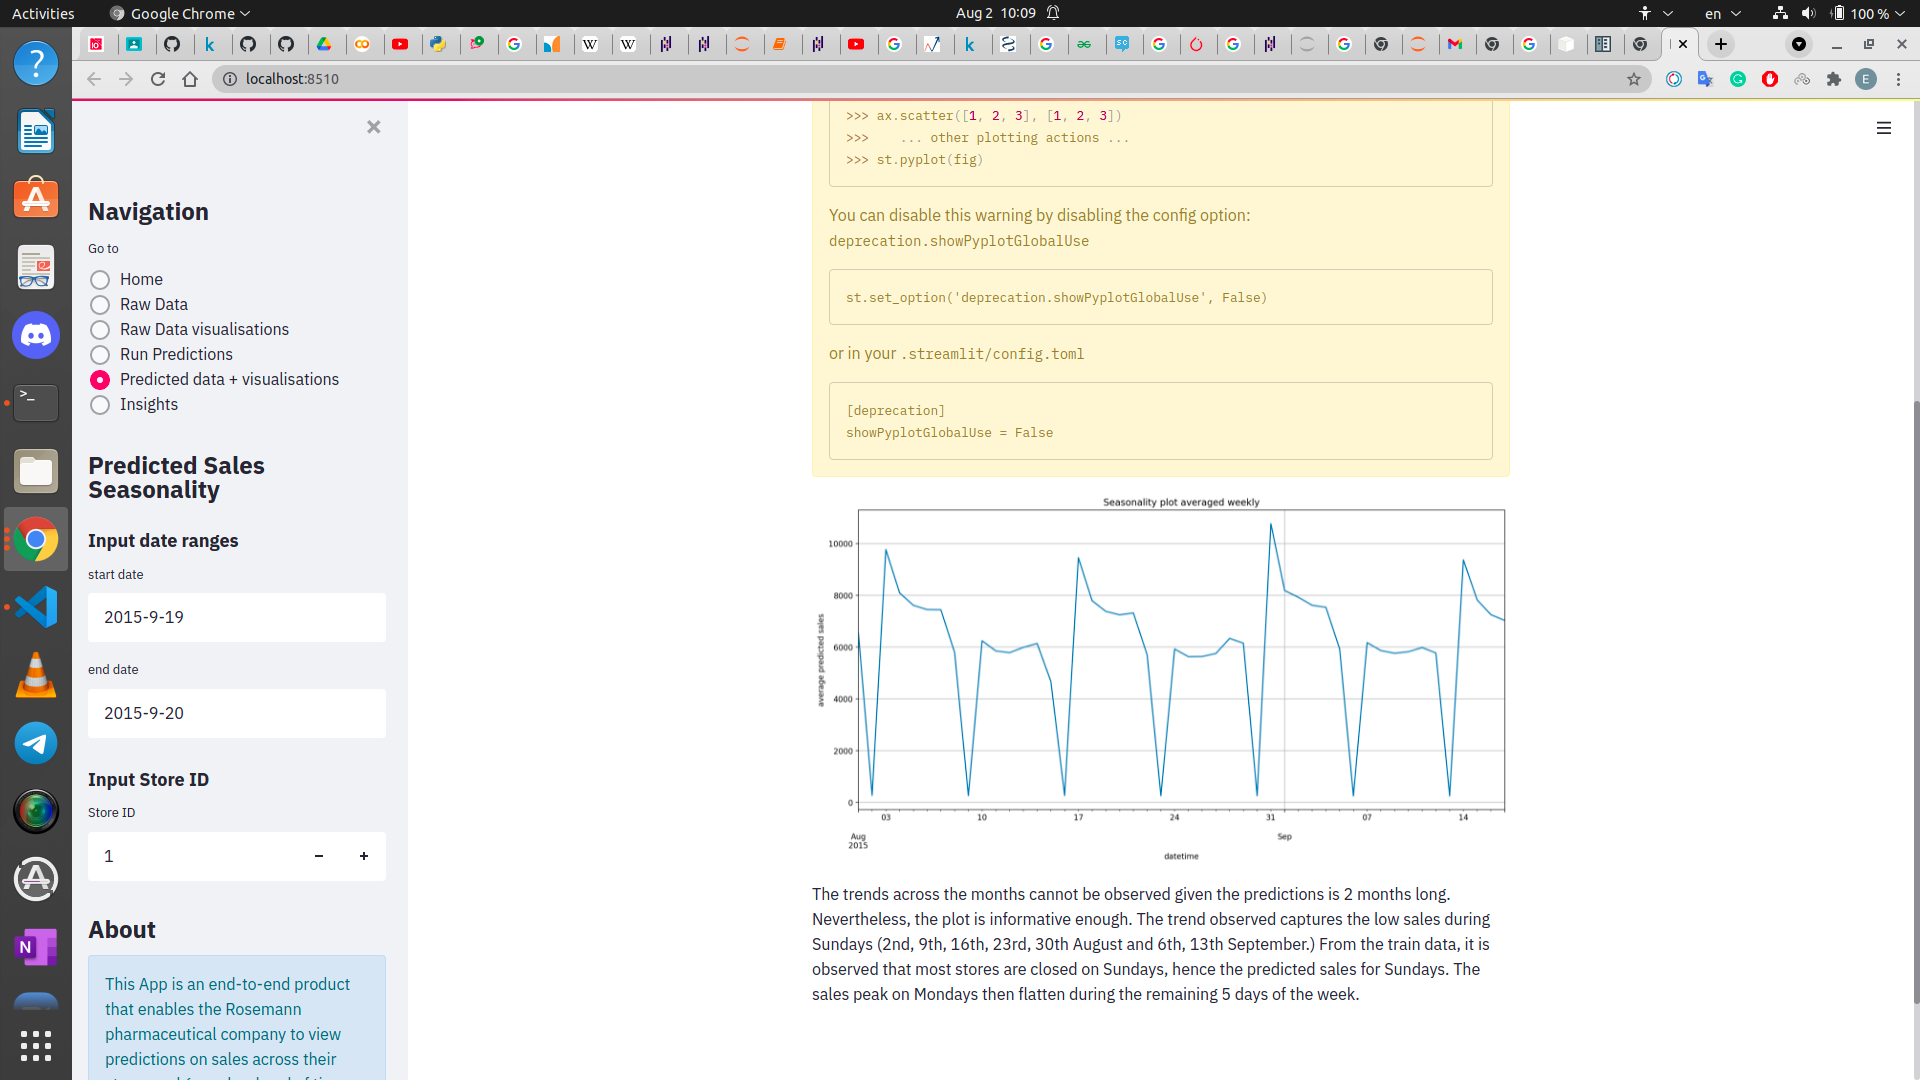 Activities
Google Chrome
Aug 2 10:09
en
100 %
localhost:8510
E
Navigation
Go to
Home
Raw Data
Raw Data visualisations
Run Predictions
Predicted data + visualisations
Insights
Predicted Sales
Seasonality
Input date ranges
start date
2015-9-19
end date
2015-9-20
Input Store ID
Store ID
1
About
This App is an end-to-end product
that enables the Rosemann
pharmaceutical company to view
predictions on sales across their
>>> ax.scatter([1, 2, 3], [1, 2, 3])
>>>    ... other plotting actions ...
>>> st.pyplot(fig)
You can disable this warning by disabling the config option:
deprecation.showPyplotGlobalUse
st.set_option('deprecation.showPyplotGlobalUse', False)
or in your .streamlit/config.toml
[deprecation]
showPyplotGlobalUse = False
Seasonality plot averaged weekly
average predicted sales
10000
8000
6000
4000
2000
0
03 10 17 24 31 07 14
Aug Sep
2015
datetime
The trends across the months cannot be observed given the predictions is 2 months long.
Nevertheless, the plot is informative enough. The trend observed captures the low sales during
Sundays (2nd, 9th, 16th, 23rd, 30th August and 6th, 13th September.) From the train data, it is
observed that most stores are closed on Sundays, hence the predicted sales for Sundays. The
sales peak on Mondays then flatten during the remaining 5 days of the week.